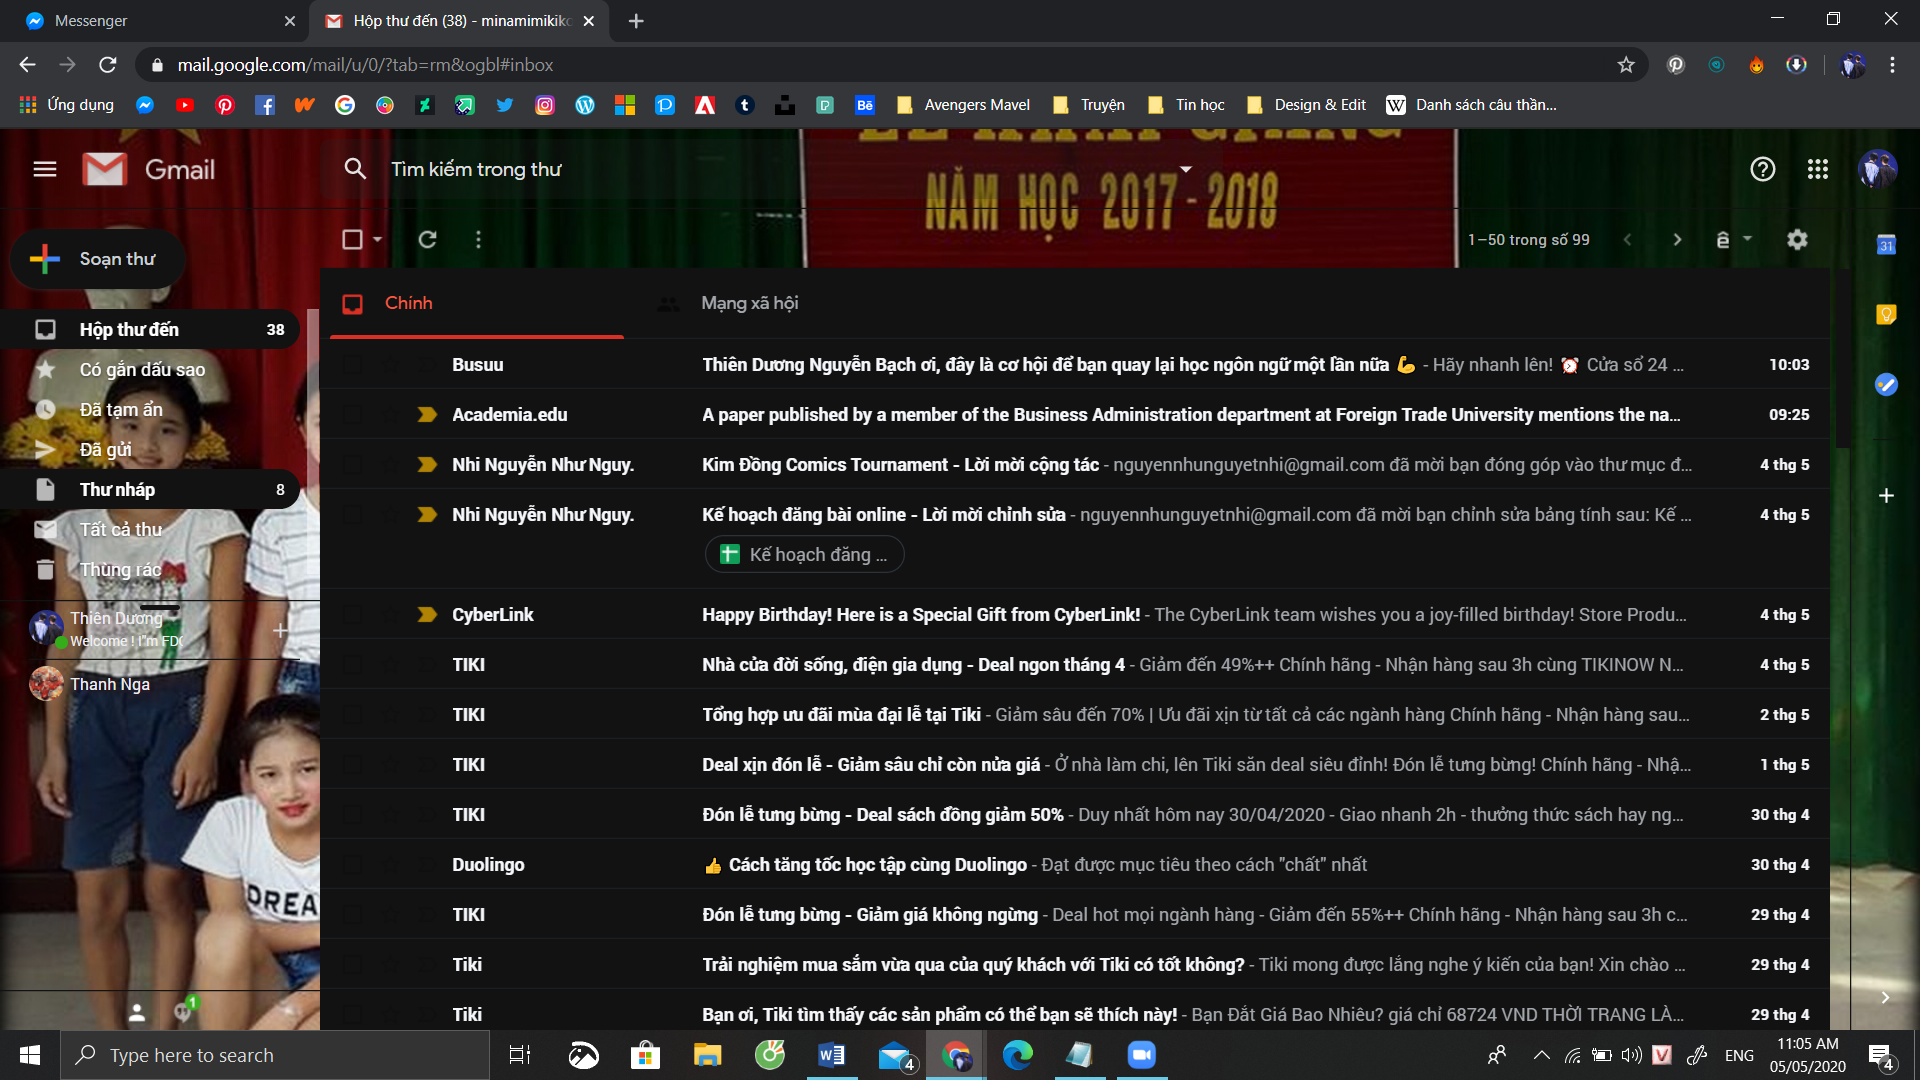 Messenger
Hộp thư đến (38) - minamimikik
mail.google.com/mail/u/0/?tab=rm&ogbl#inbox
Ứng dụng
Avengers Mavel
Truyện
Tin học
Design & Edit
Danh sách câu thần...
NĂM HỌC 2017 - 2018
Gmail
Tìm kiếm trong thư
1–50 trong số 99
Soạn thư
Hộp thư đến 38
Có gắn dấu sao
Đã tạm ẩn
Đã gửi
Thư nháp 8
Tất cả thư
Thùng rác
Thiên Dương
Welcome ! I"m FD
Thanh Nga
1
Chính
Mạng xã hội
Busuu Thiên Dương Nguyễn Bạch ơi, đây là cơ hội để bạn quay lại học ngôn ngữ một lần nữa 💪 - Hãy nhanh lên! ⏰ Cửa sổ 24 ... 10:03
Academia.edu A paper published by a member of the Business Administration department at Foreign Trade University mentions the na... 09:25
Nhi Nguyễn Như Nguy. Kim Đồng Comics Tournament - Lời mời cộng tác - nguyennhunguyetnhi@gmail.com đã mời bạn đóng góp vào thư mục đ... 4 thg 5
Nhi Nguyễn Như Nguy. Kế hoạch đăng bài online - Lời mời chỉnh sửa - nguyennhunguyetnhi@gmail.com đã mời bạn chỉnh sửa bảng tính sau: Kế ... 4 thg 5
Kế hoạch đăng ...
CyberLink Happy Birthday! Here is a Special Gift from CyberLink! - The CyberLink team wishes you a joy-filled birthday! Store Produ... 4 thg 5
TIKI Nhà cửa đời sống, điện gia dụng - Deal ngon tháng 4 - Giảm đến 49%++ Chính hãng - Nhận hàng sau 3h cùng TIKINOW N... 4 thg 5
TIKI Tổng hợp ưu đãi mùa đại lễ tại Tiki - Giảm sâu đến 70% | Ưu đãi xịn từ tất cả các ngành hàng Chính hãng - Nhận hàng sau... 2 thg 5
TIKI Deal xịn đón lễ - Giảm sâu chỉ còn nửa giá - Ở nhà làm chi, lên Tiki săn deal siêu đỉnh! Đón lễ tưng bừng! Chính hãng - Nhậ... 1 thg 5
TIKI Đón lễ tưng bừng - Deal sách đồng giảm 50% - Duy nhất hôm nay 30/04/2020 - Giao nhanh 2h - thưởng thức sách hay ng... 30 thg 4
Duolingo 👍 Cách tăng tốc học tập cùng Duolingo - Đạt được mục tiêu theo cách "chất" nhất 30 thg 4
TIKI Đón lễ tưng bừng - Giảm giá không ngừng - Deal hot mọi ngành hàng - Giảm đến 55%++ Chính hãng - Nhận hàng sau 3h c... 29 thg 4
Tiki Trải nghiệm mua sắm vừa qua của quý khách với Tiki có tốt không? - Tiki mong được lắng nghe ý kiến của bạn! Xin chào ... 29 thg 4
Tiki Bạn ơi, Tiki tìm thấy các sản phẩm có thể bạn sẽ thích này! - Bạn Đắt Giá Bao Nhiêu? giá chỉ 68724 VND THỜI TRANG LÀ... 29 thg 4
DREA
Type here to search
4
ENG
11:05 AM
05/05/2020
4